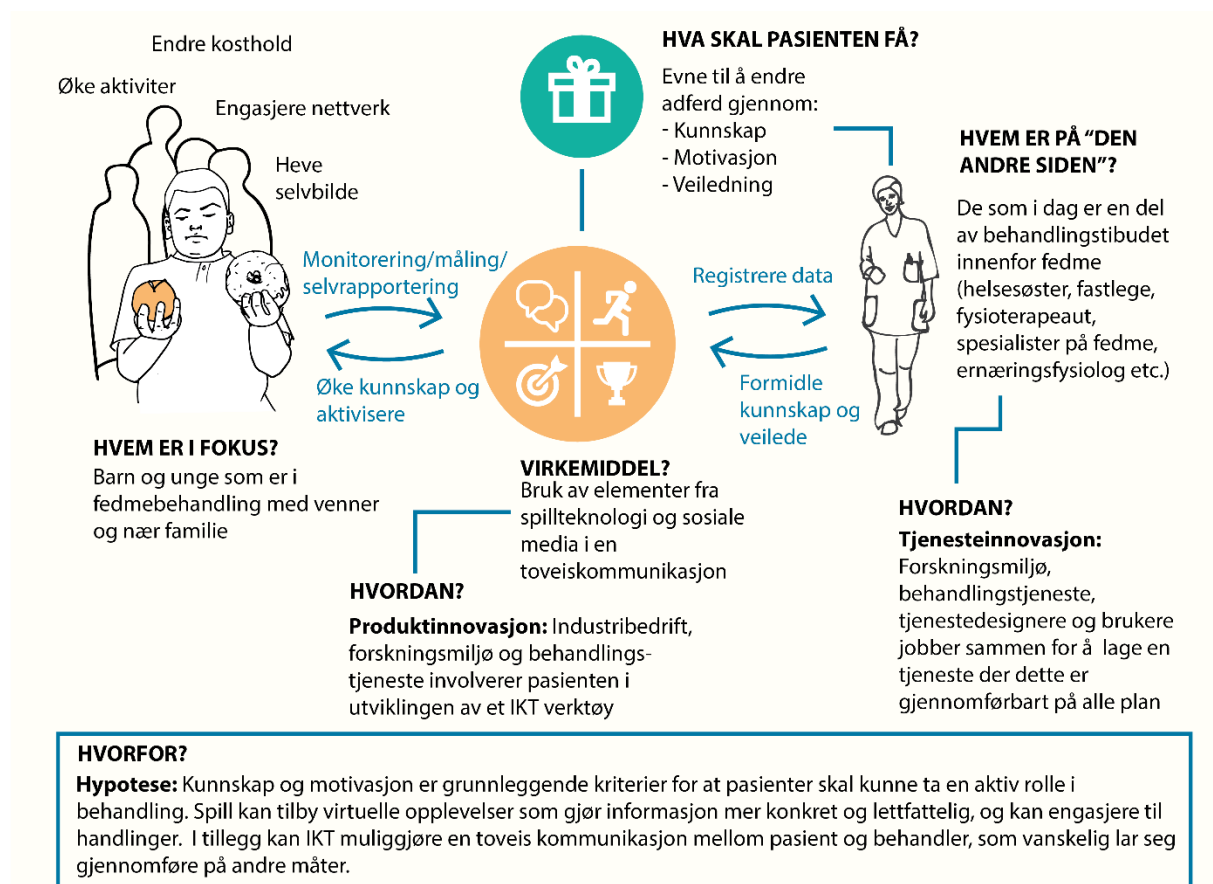 Endre kosthold
Øke aktiviter
Engasjere nettverk
Heve
selvbilde
Monitorering/måling/
selvrapportering
Øke kunnskap og
aktivisere
HVEM ER I FOKUS?
Barn og unge som er i
fedmebehandling med venner
og nær familie
HVA SKAL PASIENTEN FÅ?
Evne til å endre
adferd gjennom:
- Kunnskap
- Motivasjon
- Veiledning
Registrere data
Formidle
kunnskap og
veilede
HVEM ER PÅ “DEN
ANDRE SIDEN”?
De som i dag er en del
av behandlingstibudet
innenfor fedme
(helsesøster, fastlege,
fysioterapeaut,
spesialister på fedme,
ernæringsfysiolog etc.)
VIRKEMIDDEL?
Bruk av elementer fra
spillteknologi og sosiale
media i en
toveiskommunikasjon
HVORDAN?
Produktinnovasjon: Industribedrift,
forskningsmiljø og behandlings-
tjeneste involverer pasienten i
utviklingen av et IKT verktøy
HVORDAN?
Tjenesteinnovasjon:
Forskningsmiljø,
behandlingstjeneste,
tjenestedesignere og brukere
jobber sammen for å lage en
tjeneste der dette er
gjennomførbart på alle plan
HVORFOR?
Hypotese: Kunnskap og motivasjon er grunnleggende kriterier for at pasienter skal kunne ta en aktiv rolle i
behandling. Spill kan tilby virtuelle opplevelser som gjør informasjon mer konkret og lettfattelig, og kan engasjere til
handlinger. I tillegg kan IKT muliggjøre en toveis kommunikasjon mellom pasient og behandler, som vanskelig lar seg
gjennomføre på andre måter.